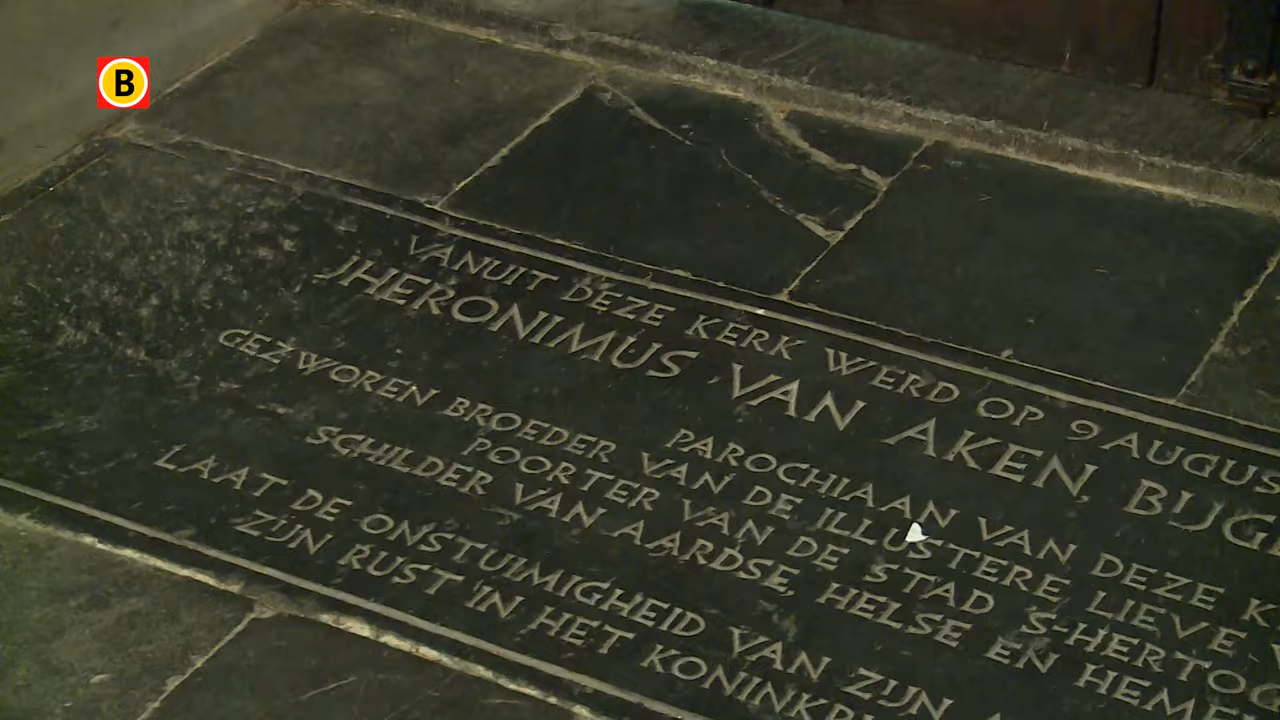 B
VANUIT DEZE KERK WERD OP 9 AUGUS
JHERONIMUS VAN AKEN, BIJG
PAROCHIAAN VAN DEZE K
GEZWOREN BROEDER VAN DE ILLUSTERE LIEVE V
POORTER VAN DE STAD 'S-HERTOG
SCHILDER VAN AARDSE, HELSE EN HEME
LAAT DE ONSTUIMIGHEID VAN ZIJN
ZIJN RUST IN HET KONINKRI